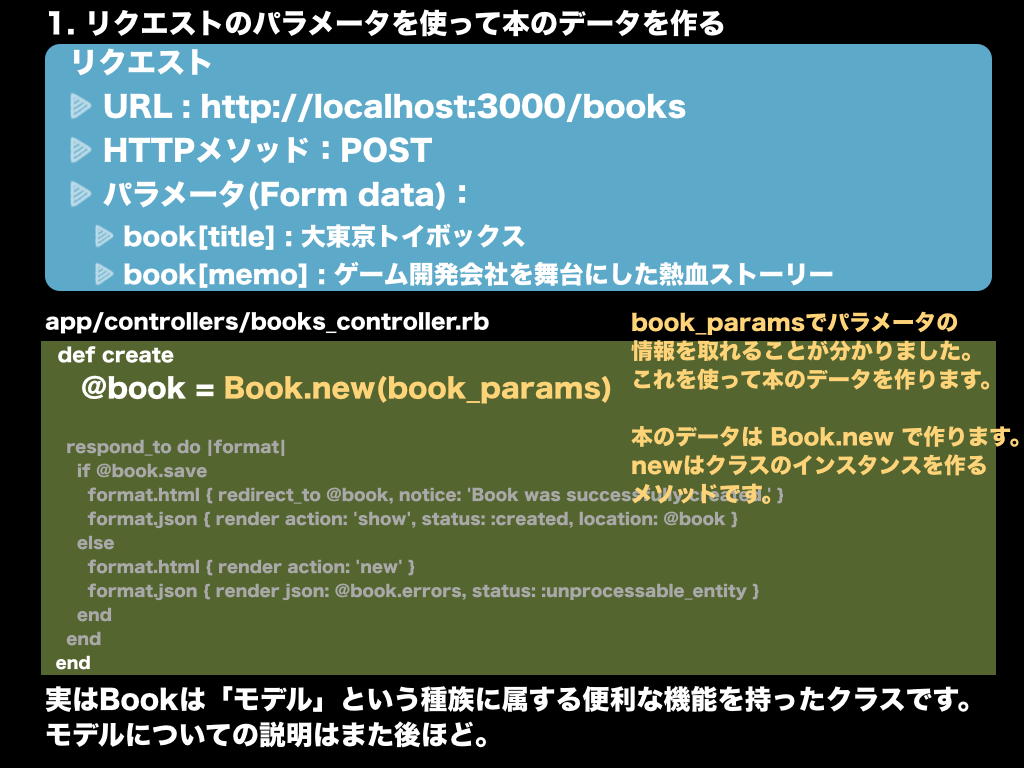 1. リクエストのパラメータを使って本のデータを作る
リクエスト
URL : http://localhost:3000/books
HTTPメソッド：POST
パラメータ(Form data)：
book[title] : 大東京トイボックス
book[memo] : ゲーム開発会社を舞台にした熱血ストーリー
app/controllers/books_controller.rb
def create
@book = Book.new(book_params)
respond_to do |format|
if @book.save
format.html { redirect_to @book, notice: 'Book was successfully created.' }
format.json { render action: 'show', status: :created, location: @book }
else
format.html { render action: 'new' }
format.json { render json: @book.errors, status: :unprocessable_entity }
end
end
end
book_paramsでパラメータの
情報を取れることが分かりました。
これを使って本のデータを作ります。
本のデータは Book.new で作ります。
newはクラスのインスタンスを作る
メソッドです。
実はBookは「モデル」という種族に属する便利な機能を持ったクラスです。
モデルについての説明はまた後ほど。